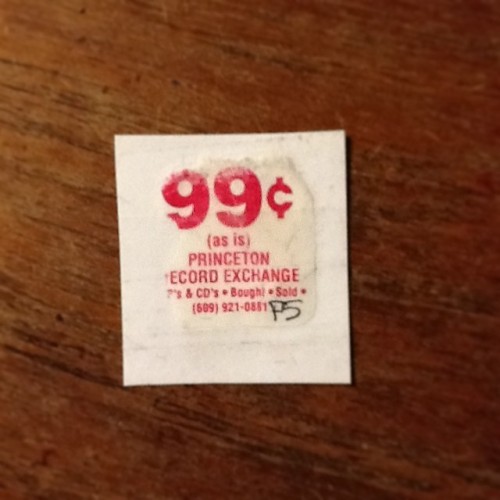 99¢
(as is)
PRINCETON
ECORD EXCHANGE
P's & CD's • Bought • Sold •
(609) 921-0881 P5